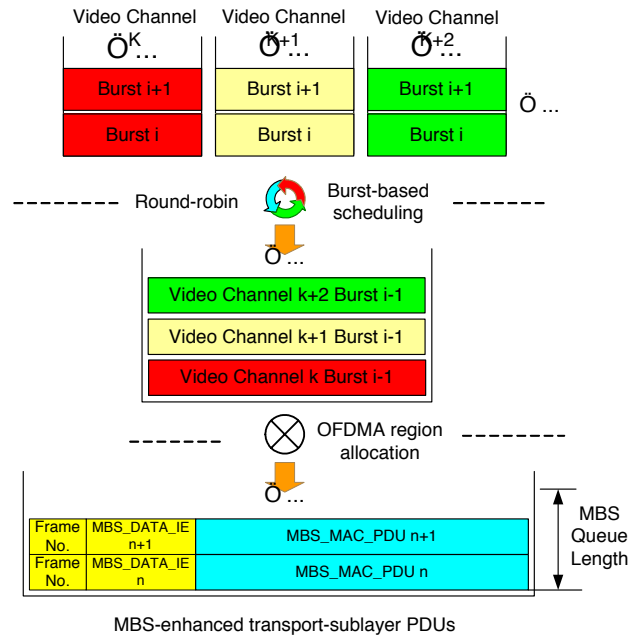 Video Channel K
Video Channel K+1
Video Channel K+2
Ö ...
Ö ...
Ö ...
Burst i+1
Burst i+1
Burst i+1
Ö ...
Burst i
Burst i
Burst i
Round-robin
Burst-based scheduling
Ö ...
Video Channel k+2 Burst i-1
Video Channel k+1 Burst i-1
Video Channel k Burst i-1
OFDMA region allocation
Ö ...
Frame No.
MBS_DATA_IE n+1
MBS_MAC_PDU n+1
Frame No.
MBS_DATA_IE n
MBS_MAC_PDU n
MBS Queue Length
MBS-enhanced transport-sublayer PDUs